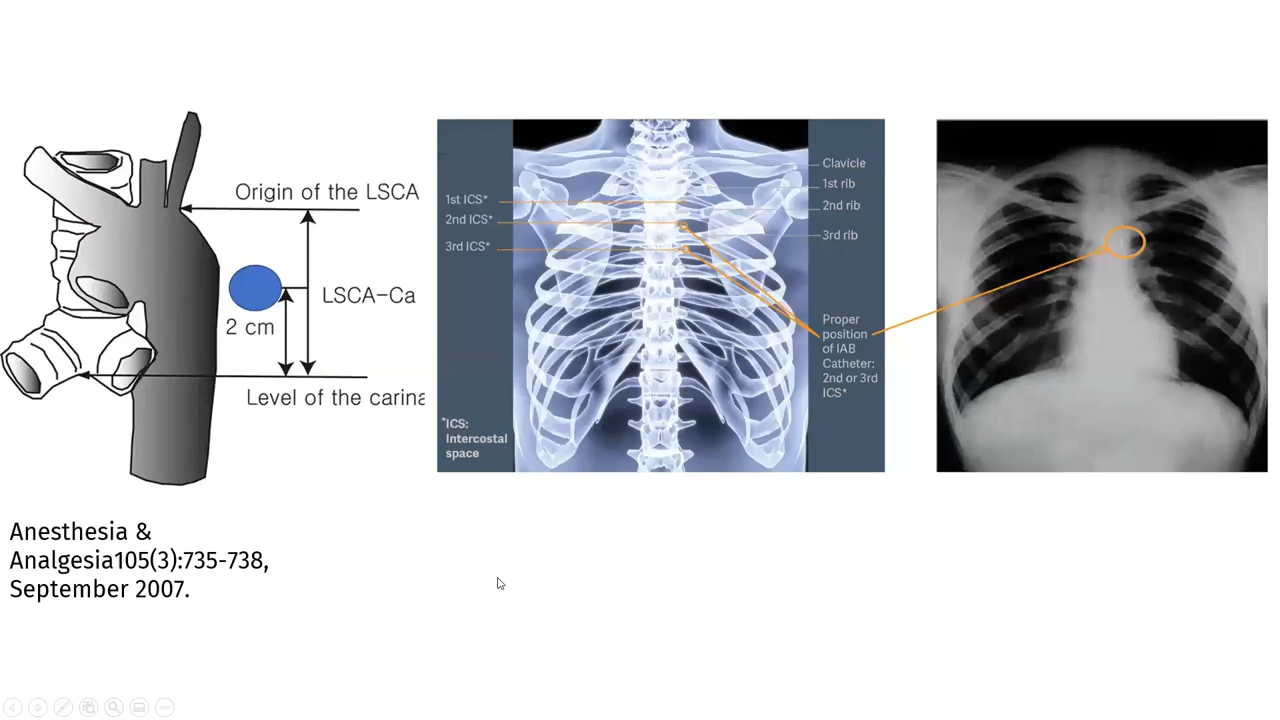 Origin of the LSCA
LSCA-Ca
2 cm
Level of the carina
Anesthesia &
Analgesia105(3):735-738,
September 2007.
1st ICS*
2nd ICS*
3rd ICS*
*ICS:
Intercostal
space
Clavicle
1st rib
2nd rib
3rd rib
Proper
position
of IAB
Catheter:
2nd or 3rd
ICS*